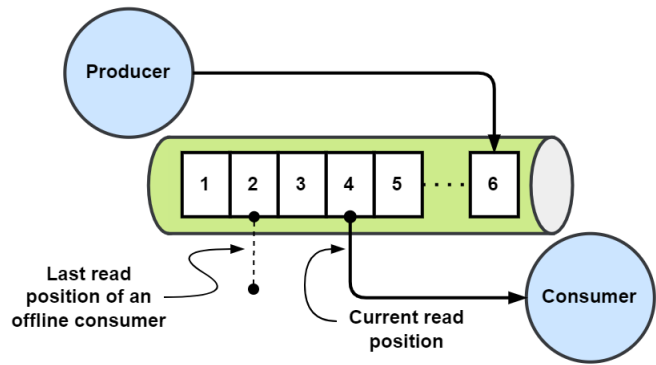 Producer
1 2 3 4 5 ..... 6
Last read
position of an
offline consumer
Current read
position
Consumer